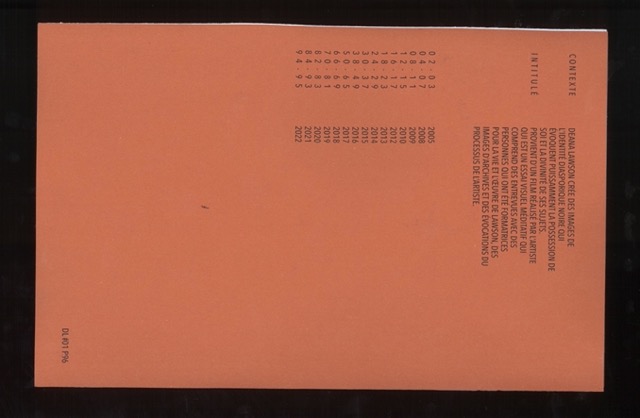 CONTEXTE DEANA LAWSON CRÉE DES IMAGES DE
L'IDENTITÉ DIASPORIQUE NOIRE QUI
ÉVOQUENT PUISSAMMENT LA POSSESSION DE
SOI ET LA DIVINITÉ DE SES SUJETS.
INTITULÉ PROVIENT D'UN FILM RÉALISÉ PAR L'ARTISTE
QUI EST UN ESSAI VISUEL MÉDITATIF QUI
COMPREND DES ENTREVUES AVEC DES
PERSONNES QUI ONT ÉTÉ FORMATRICES
POUR LA VIE ET L'ŒUVRE DE LAWSON, DES
IMAGES D'ARCHIVES ET DES ÉVOCATIONS DU
PROCESSUS DE L'ARTISTE.
02-03 2005
04-07 2008
08-11 2009
12-15 2010
16-17 2012
18-23 2013
24-29 2014
30-37 2015
38-49 2016
50-65 2017
66-69 2018
70-81 2019
82-83 2020
84-93 2021
94-95 2022
DL #01 P96